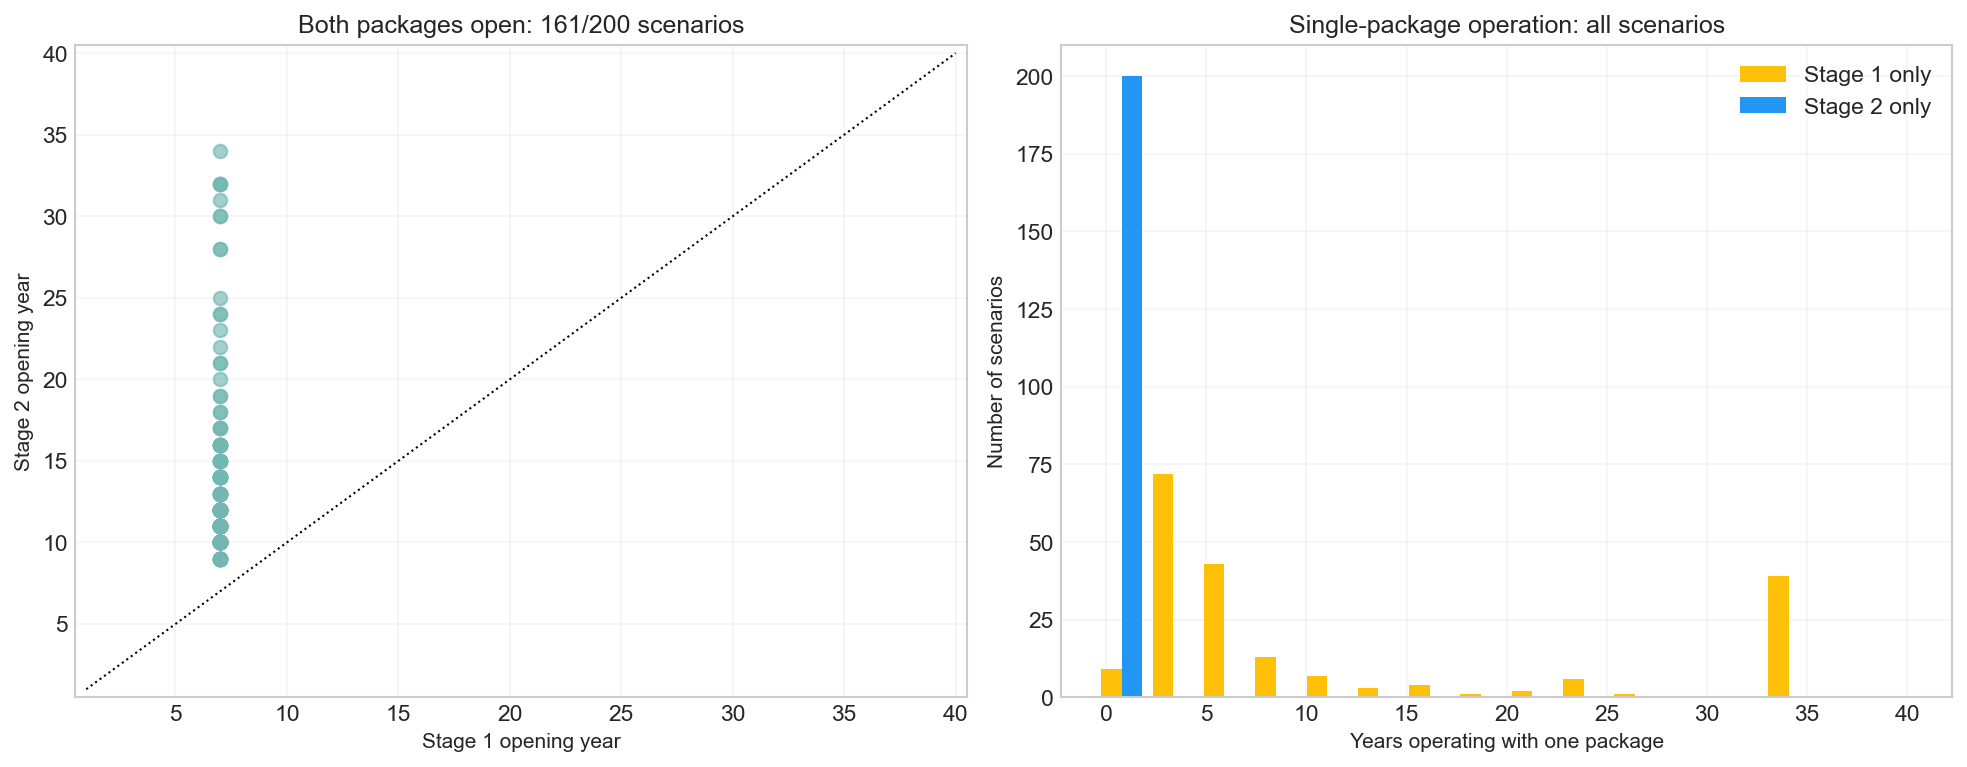 Both packages open: 161/200 scenarios
40
35
30
25
20
15
10
5
Stage 2 opening year
5 10 15 20 25 30 35 40
Stage 1 opening year
Single-package operation: all scenarios
Stage 1 only
Stage 2 only
200
175
150
125
100
75
50
25
0
Number of scenarios
0 5 10 15 20 25 30 35 40
Years operating with one package